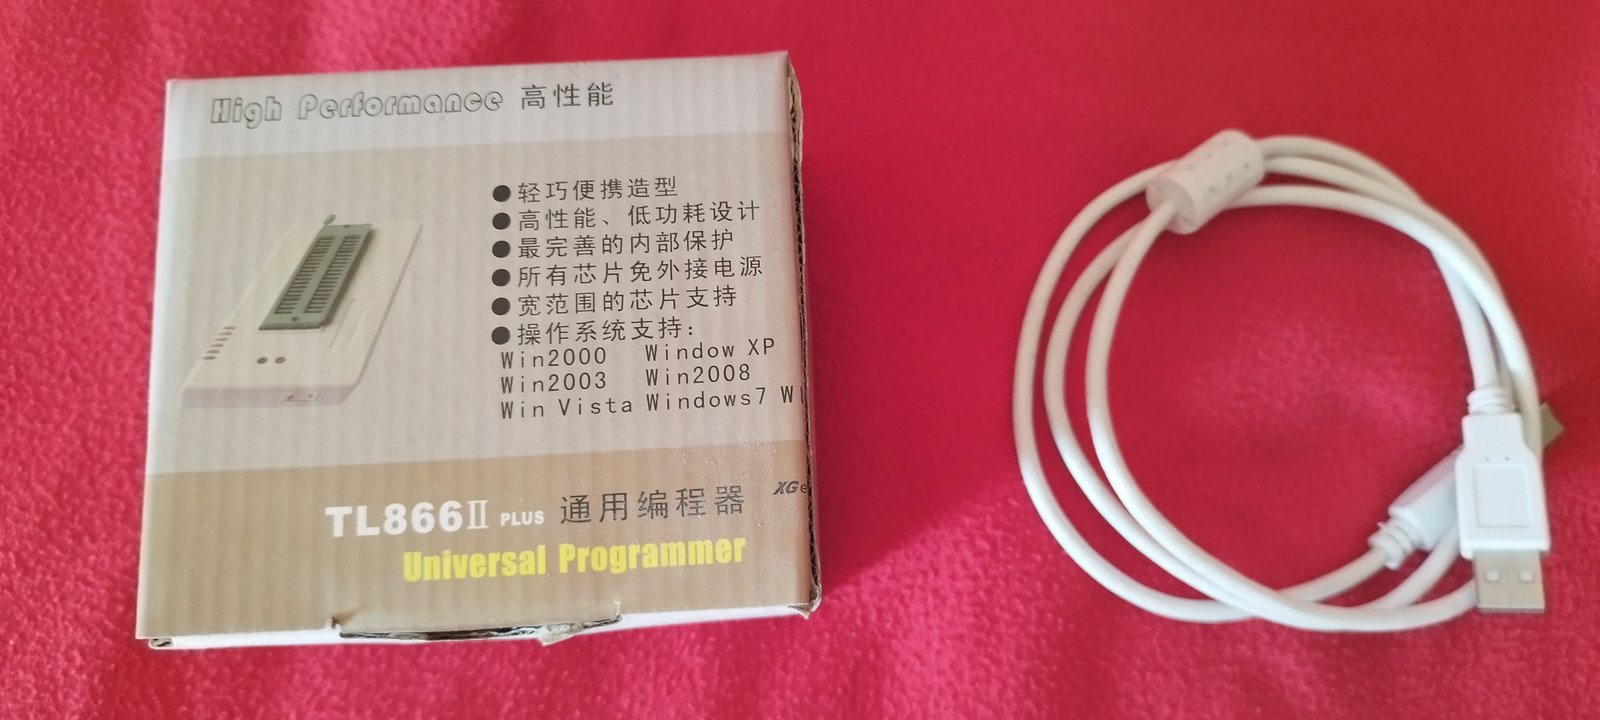 High Performance 高性能
●轻巧便携造型
●高性能、低功耗设计
●最完善的内部保护
●所有芯片免外接电源
●宽范围的芯片支持
●操作系统支持:
Win2000 Window XP
Win2003 Win2008
Win Vista Windows7
TL866II PLUS 通用编程器 XGe
Universal Programmer